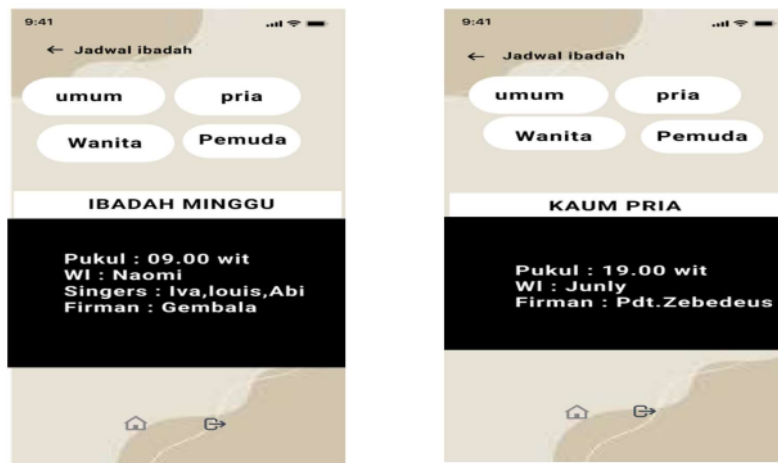 9:41
← Jadwal ibadah
umum pria
Wanita Pemuda
IBADAH MINGGU
Pukul : 09.00 wit
WI : Naomi
Singers : Iva,louis,Abi
Firman : Gembala
9:41
← Jadwal ibadah
umum pria
Wanita Pemuda
KAUM PRIA
Pukul : 19.00 wit
WI : Junly
Firman : Pdt.Zebedeus